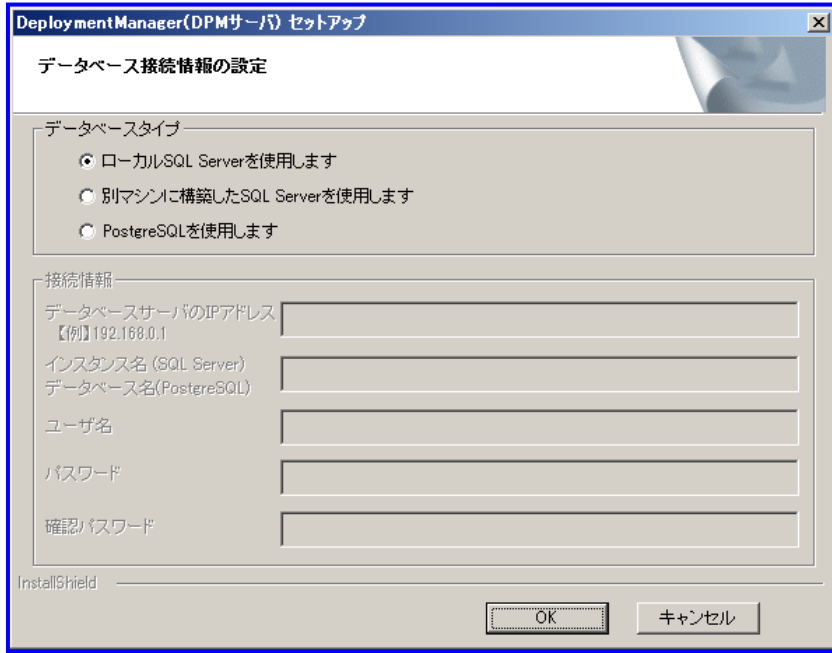 DeploymentManager(DPMサーバ) セットアップ
データベース接続情報の設定
データベースタイプ
ローカルSQL Serverを使用します
別マシンに構築したSQL Serverを使用します
PostgreSQLを使用します
接続情報
データベースサーバのIPアドレス
【例】192.168.0.1
インスタンス名 (SQL Server)
データベース名(PostgreSQL)
ユーザ名
パスワード
確認パスワード
InstallShield
OK
キャンセル